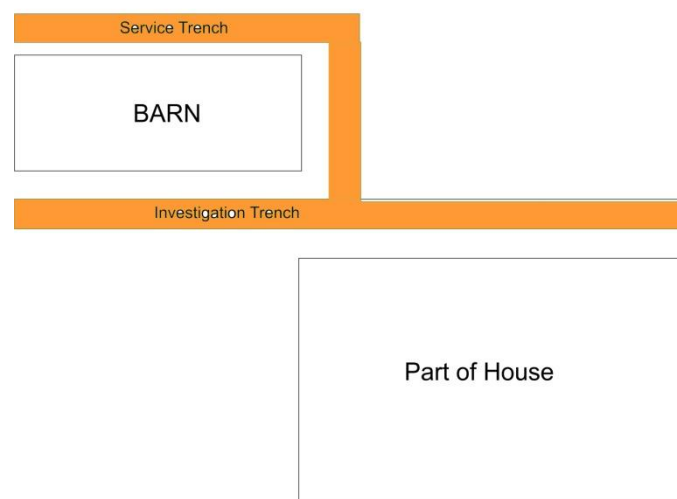 Service Trench
BARN
Investigation Trench
Part of House